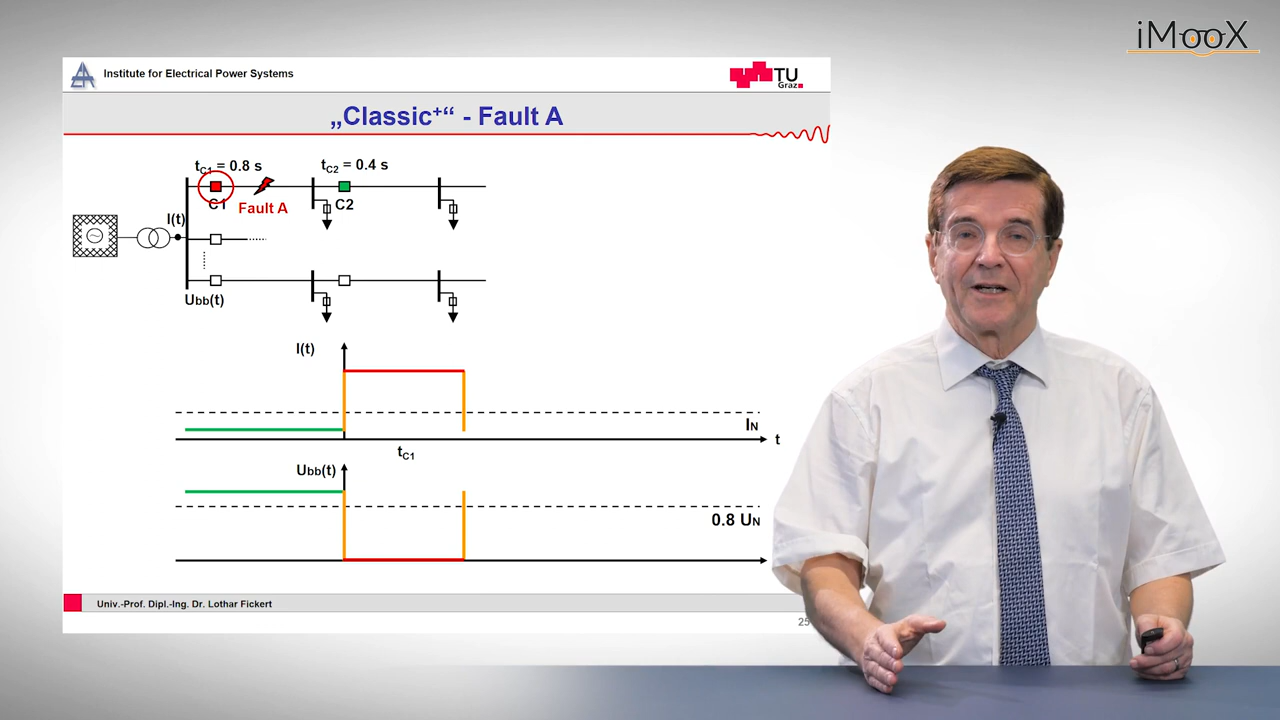 iMooX
Institute for Electrical Power Systems
TU
Graz
„Classic⁺“ - Fault A
tC1 = 0.8 s
tC2 = 0.4 s
C1
Fault A
C2
I(t)
~
Ubb(t)
I(t)
IN
t
tC1
Ubb(t)
0.8 UN
Univ.-Prof. Dipl.-Ing. Dr. Lothar Fickert
25